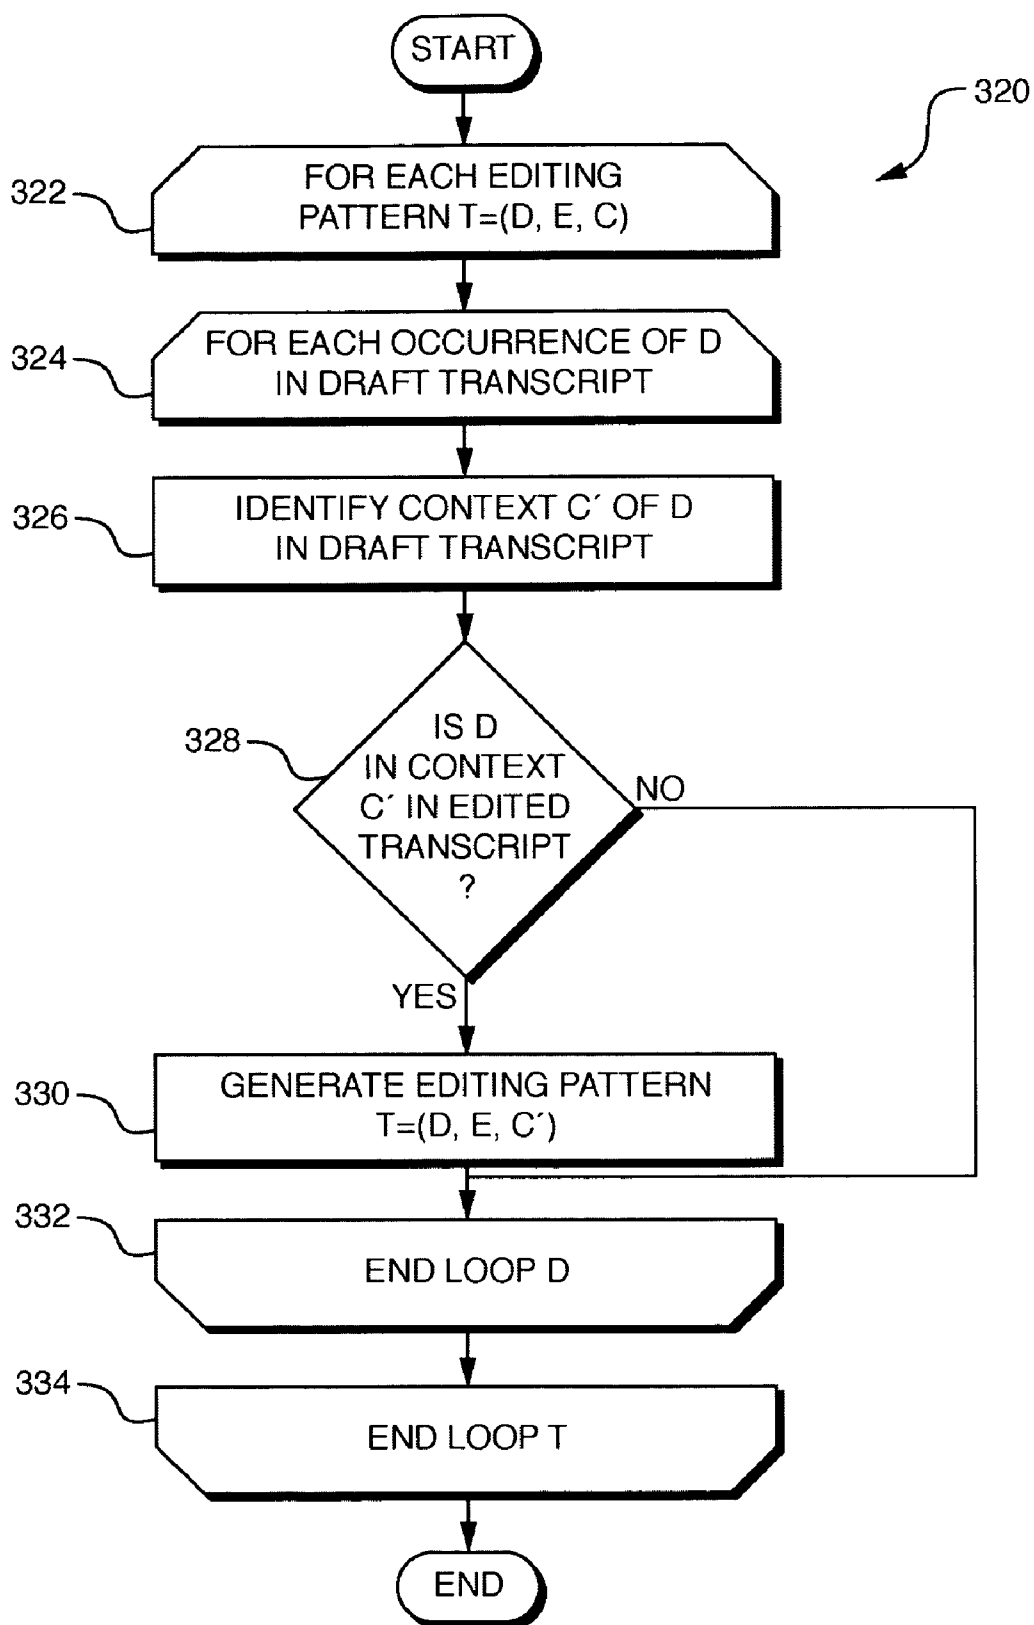 START
320
322
FOR EACH EDITING
PATTERN T=(D, E, C)
324
FOR EACH OCCURRENCE OF D
IN DRAFT TRANSCRIPT
326
IDENTIFY CONTEXT C´ OF D
IN DRAFT TRANSCRIPT
328
IS D
IN CONTEXT
C´ IN EDITED
TRANSCRIPT
?
NO
YES
330
GENERATE EDITING PATTERN
T=(D, E, C´)
332
END LOOP D
334
END LOOP T
END